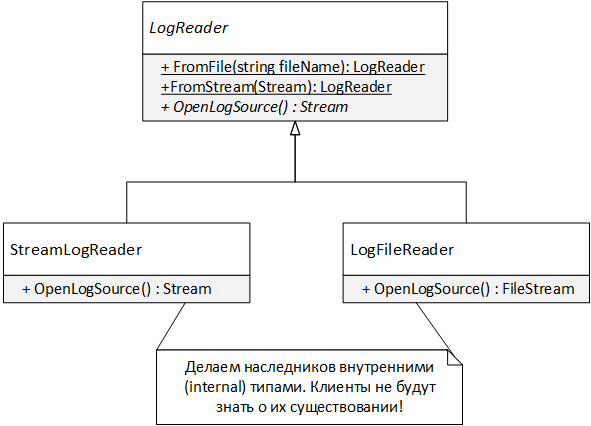 LogReader
+ FromFile(string fileName): LogReader
+FromStream(Stream): LogReader
+ OpenLogSource() : Stream
StreamLogReader
+ OpenLogSource() : Stream
LogFileReader
+ OpenLogSource() : FileStream
Делаем наследников внутренними
(internal) типами. Клиенты не будут
знать о их существовании!